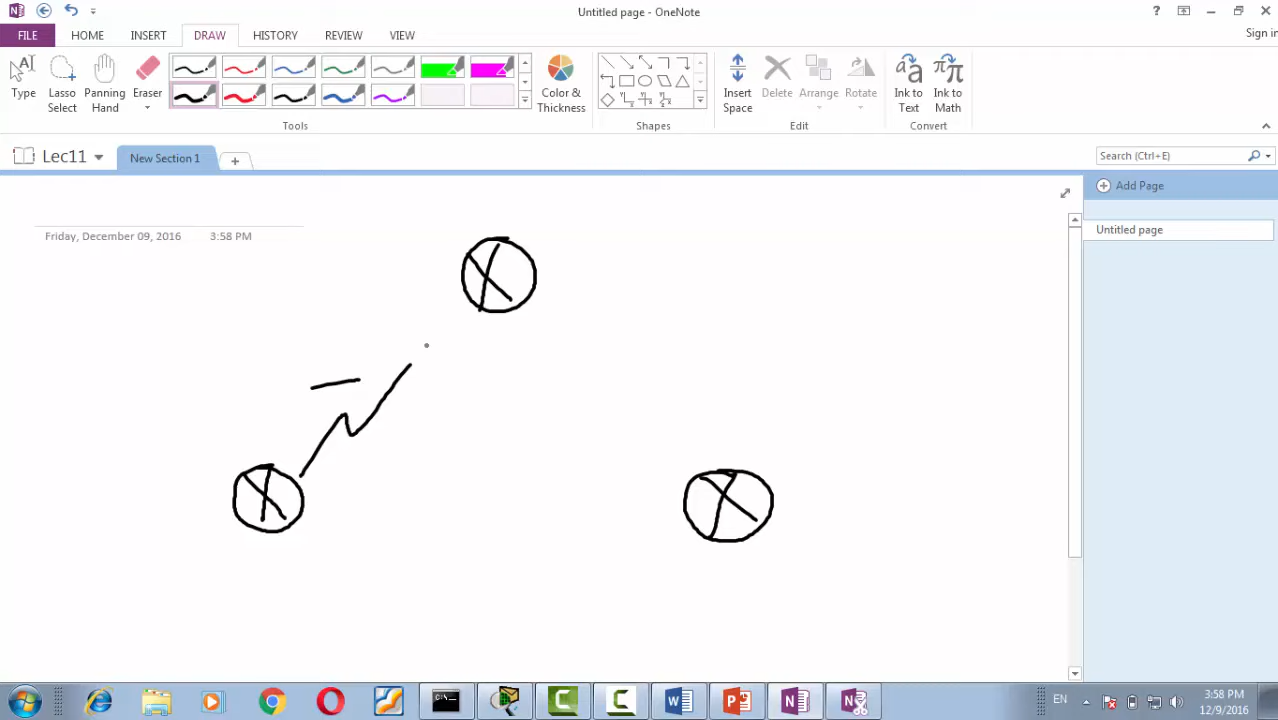 Untitled page - OneNote
?
Sign in
FILE HOME INSERT DRAW HISTORY REVIEW VIEW
Type
Lasso Select
Panning Hand
Eraser
Color & Thickness
Insert Space
Delete
Arrange
Rotate
Ink to Text
Ink to Math
Tools
Shapes
Edit
Convert
Lec11
New Section 1
Search (Ctrl+E)
Add Page
Untitled page
Friday, December 09, 2016 3:58 PM
EN
3:58 PM
12/9/2016